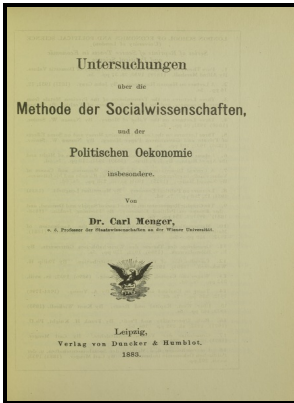 Untersuchungen
über die
Methode der Socialwissenschaften,
und der
Politischen Oekonomie
insbesondere.
Von
Dr. Carl Menger,
o. ö. Professor der Staatswissenschaften an der Wiener Universität.
Leipzig,
Verlag von Duncker & Humblot.
1883.